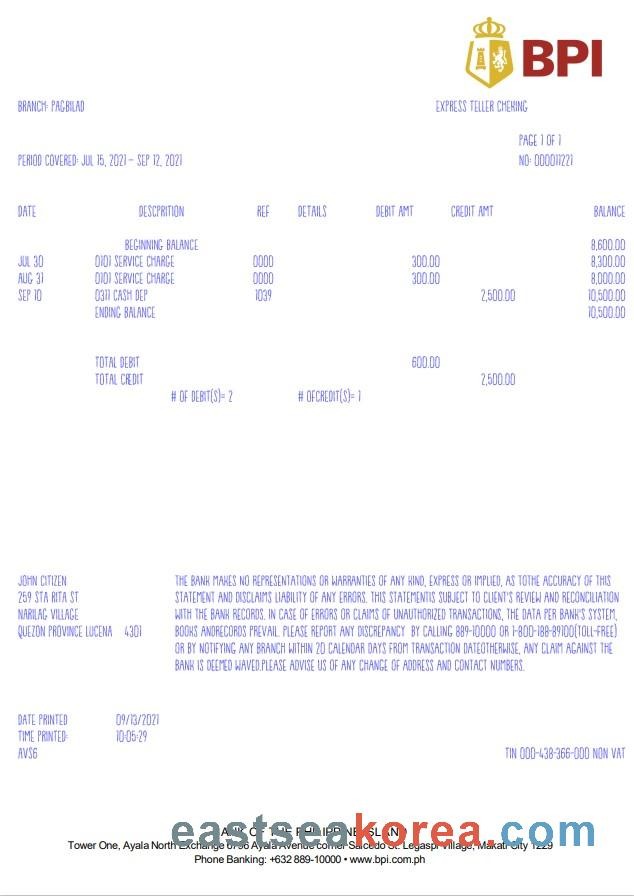 BPI
BRANCH: PAGBILAO EXPRESS TELLER CHEKING
PAGE 1 OF 1
PERIOD COVERED: JUL 15, 2021 - SEP 12, 2021 NO: 000011221
DATE DESCPRITION REF DETAILS DEBIT AMT CREDIT AMT BALANCE
BEGINNING BALANCE 8,600.00
JUL 30 0101 SERVICE CHARGE 0000 300.00 8,300.00
AUG 31 0101 SERVICE CHARGE 0000 300.00 8,000.00
SEP 10 0311 CASH DEP 1039 2,500.00 10,500.00
ENDING BALANCE 10,500.00
TOTAL DEBIT 600.00
TOTAL CREDIT 2,500.00
# OF DEBIT(S)= 2 # OFCREDIT(S)= 1
JOHN CITIZEN
259 STA RITA ST
NARILAG VILLAGE
QUEZON PROVINCE LUCENA 4301
THE BANK MAKES NO REPRESENTATIONS OR WARRANTIES OF ANY KIND, EXPRESS OR IMPLIED, AS TOTHE ACCURACY OF THIS
STATEMENT AND DISCLAIMS LIABILITY OF ANY ERRORS. THIS STATEMENTIS SUBJECT TO CLIENT'S REVIEW AND RECONCILIATION
WITH THE BANK RECORDS. IN CASE OF ERRORS OR CLAIMS OF UNAUTHORIZED TRANSACTIONS, THE DATA PER BANK'S SYSTEM,
BOOKS ANDRECORDS PREVAIL. PLEASE REPORT ANY DISCREPANCY BY CALLING 889-10000 OR 1-800-188-89100(TOLL-FREE)
OR BY NOTIFYING ANY BRANCH WITHIN 20 CALENDAR DAYS FROM TRANSACTION DATEOTHERWISE, ANY CLAIM AGAINST THE
BANK IS DEEMED WAVED.PLEASE ADVISE US OF ANY CHANGE OF ADDRESS AND CONTACT NUMBERS.
DATE PRINTED 09/13/2021
TIME PRINTED: 10:05:29
AVS6 TIN 000-438-366-000 NON VAT
BANK OF THE PHILIPPINE ISLAND
eastseakorea.com
Tower One, Ayala North Exchange 6796 Ayala Avenue corner Salcedo St. Legaspi Village, Makati City 1229
Phone Banking: +632 889-10000 • www.bpi.com.ph